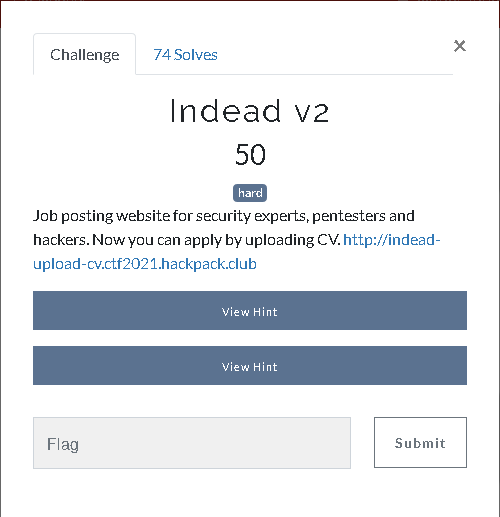 Challenge
74 Solves
×
Indead v2
50
hard
Job posting website for security experts, pentesters and
hackers. Now you can apply by uploading CV. http://indead-
upload-cv.ctf2021.hackpack.club
View Hint
View Hint
Flag
Submit